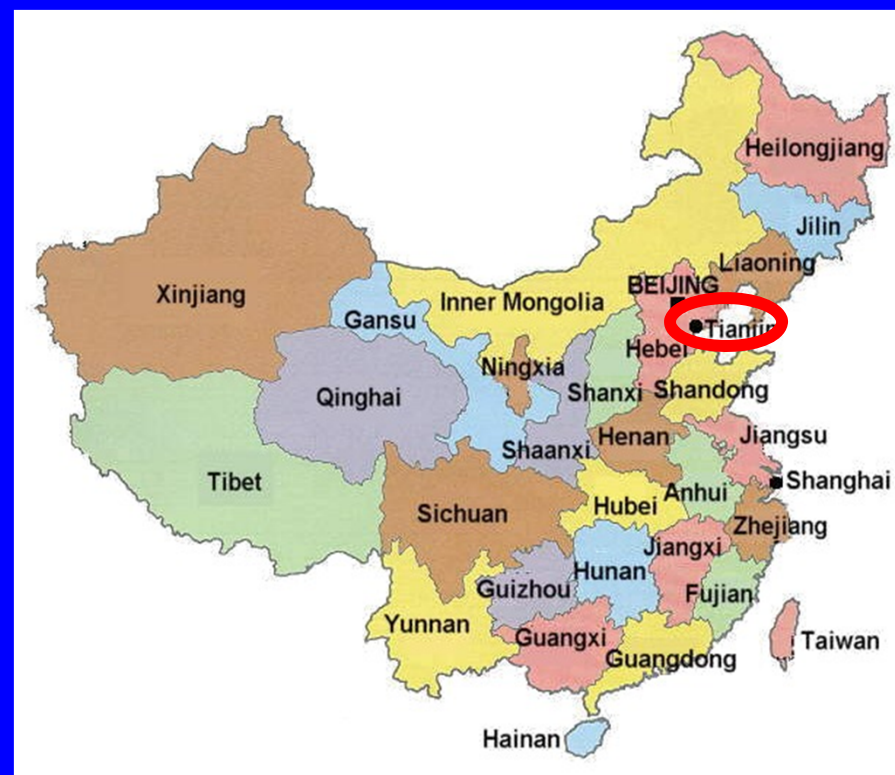 Heilongjiang
Jilin
Liaoning
BEIJING
Xinjiang
Inner Mongolia
Gansu
Tianjin
Hebei
Ningxia
Qinghai
Shanxi
Shandong
Henan
Jiangsu
Shaanxi
Tibet
Shanghai
Anhui
Hubei
Sichuan
Zhejiang
Jiangxi
Hunan
Guizhou
Fujian
Yunnan
Guangxi
Taiwan
Guangdong
Hainan